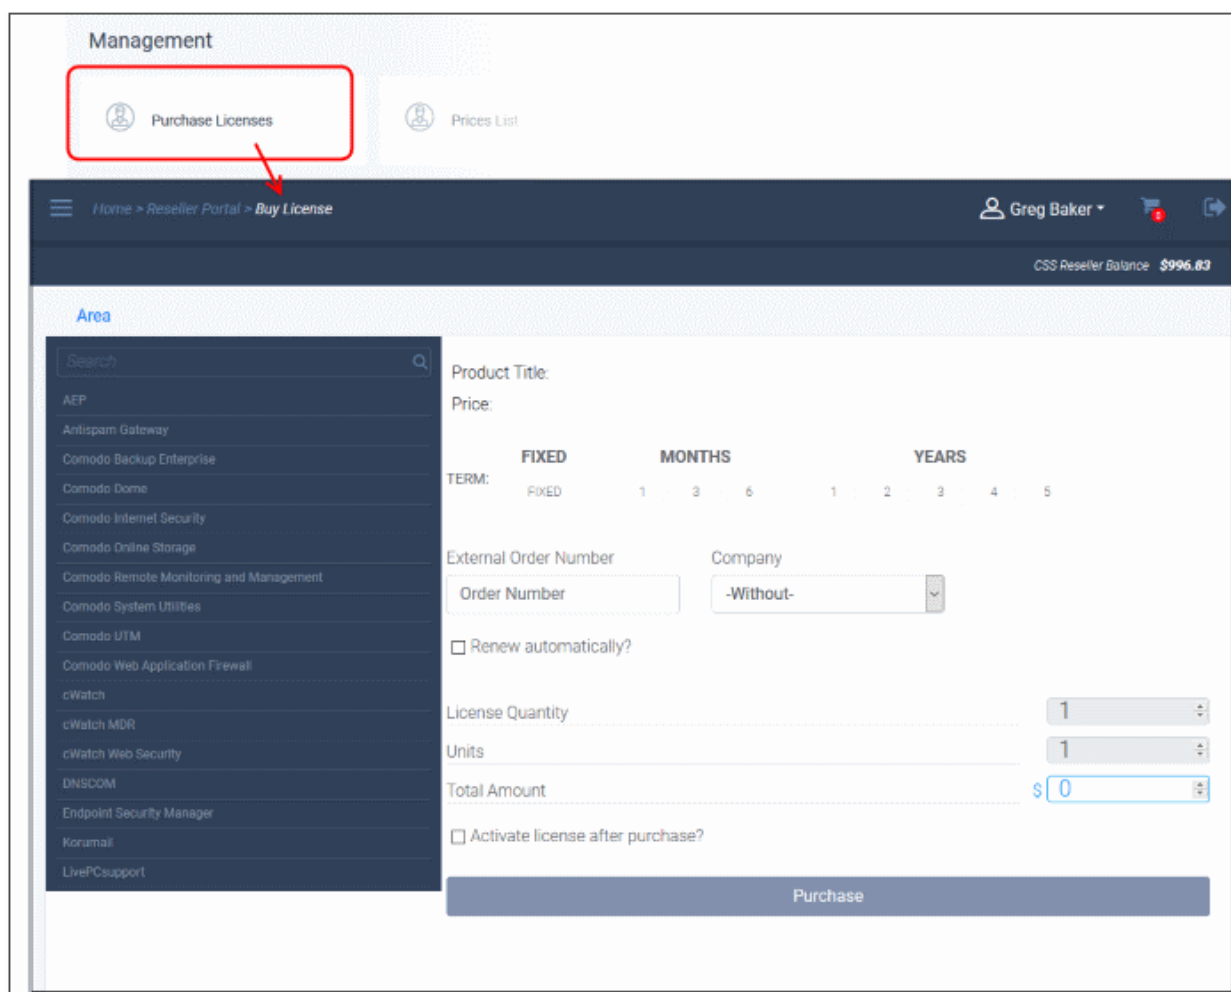 Management
Purchase Licenses
Prices List
Home > Reseller Portal > Buy License
Greg Baker
0
CSS Reseller Balance $996.83
Area
Search
AEP
Antispam Gateway
Comodo Backup Enterprise
Comodo Dome
Comodo Internet Security
Comodo Online Storage
Comodo Remote Monitoring and Management
Comodo System Utilities
Comodo UTM
Comodo Web Application Firewall
cWatch
cWatch MDR
cWatch Web Security
DNSCOM
Endpoint Security Manager
Korumail
LivePCsupport
Product Title:
Price:
FIXED MONTHS YEARS
TERM:
FIXED 1 3 6 1 2 3 4 5
External Order Number Company
Order Number -Without-
Renew automatically?
License Quantity 1
Units 1
Total Amount $ 0
Activate license after purchase?
Purchase